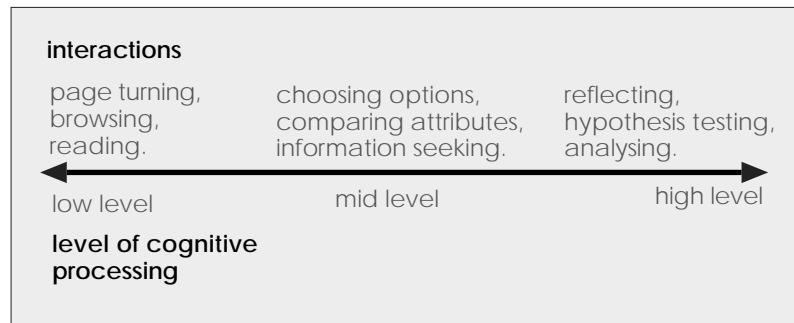 interactions
page turning,
browsing,
reading.
choosing options,
comparing attributes,
information seeking.
reflecting,
hypothesis testing,
analysing.
low level
mid level
high level
level of cognitive
processing